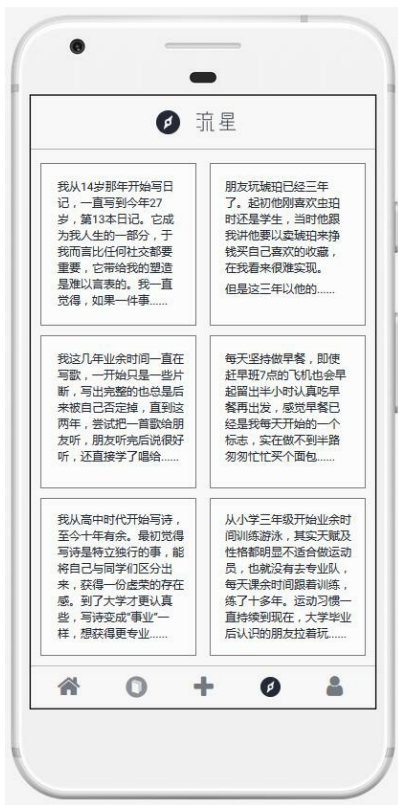 流星
我从14岁那年开始写日
记，一直写到今年27
岁，第13本日记。它成
为我人生的一部分，于
我而言比任何社交都要
重要，它带给我的塑造
是难以言表的。我一直
觉得，如果一件事......
朋友玩琥珀已经三年
了。起初他刚喜欢虫珀
时还是学生，当时他跟
我讲他要以卖琥珀来挣
钱买自己喜欢的收藏，
在我看来很难实现。
但是这三年以他的......
我这几年业余时间一直在
写歌，一开始只是一些片
断，写出完整的也总是后
来被自己否定掉，直到这
两年，尝试把一首歌给朋
友听，朋友听完后说很好
听，还直接学了唱给......
每天坚持做早餐，即使
赶早班7点的飞机也会早
起留出半小时认真吃早
餐再出发，感觉早餐已
经是我每天开始的一个
标志，实在做不到半路
匆匆忙忙买个面包......
我从高中时代开始写诗，
至今十年有余。最初觉得
写诗是特立独行的事，能
将自己与同学们区分出
来，获得一份虚荣的存在
感。到了大学才更认真
些，写诗变成“事业”一
样，想获得更专业......
从小学三年级开始业余时
间训练游泳，其实天赋及
性格都明显不适合做运动
员，也就没有去专业队，
每天课余时间跟着训练，
练了十多年。运动习惯一
直持续到现在，大学毕业
后认识的朋友拉着玩......